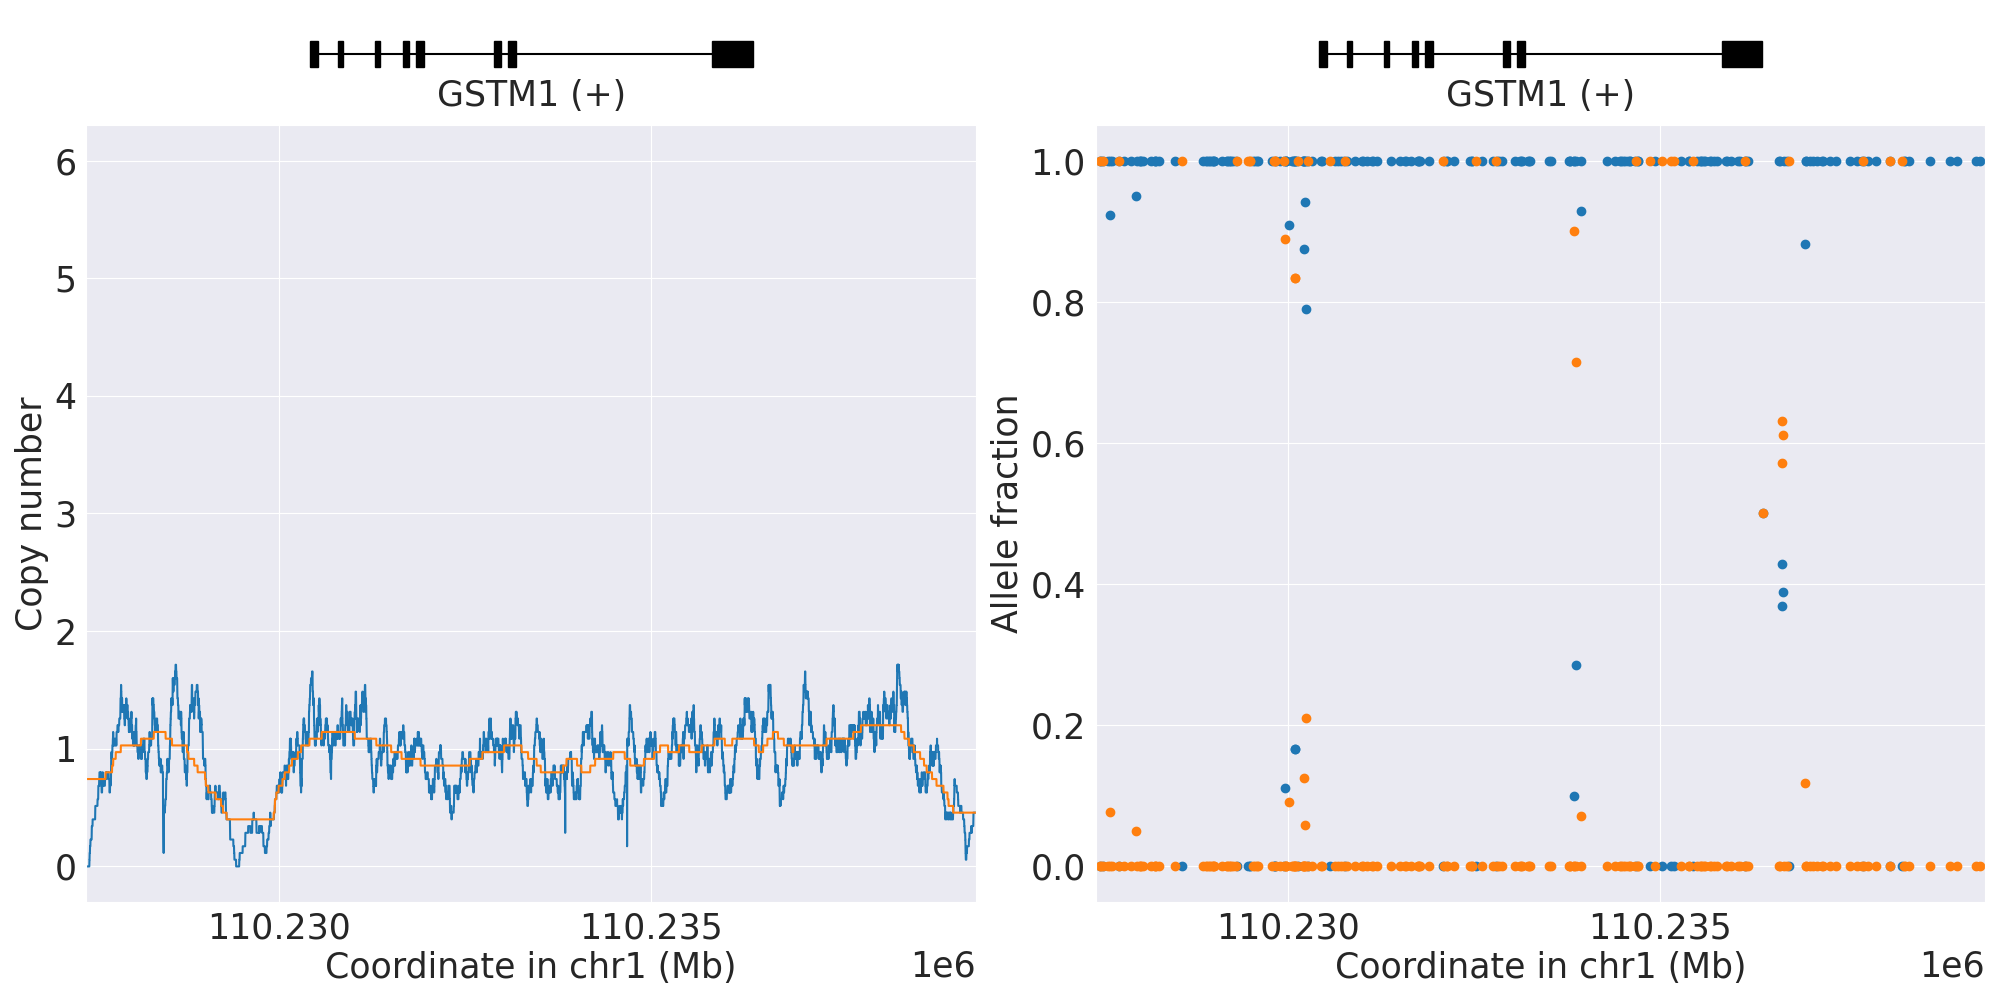 GSTM1 (+)
GSTM1 (+)
Copy number
6
5
4
3
2
1
0
110.230
110.235
Coordinate in chr1 (Mb)
1e6
Allele fraction
1.0
0.8
0.6
0.4
0.2
0.0
110.230
110.235
Coordinate in chr1 (Mb)
1e6